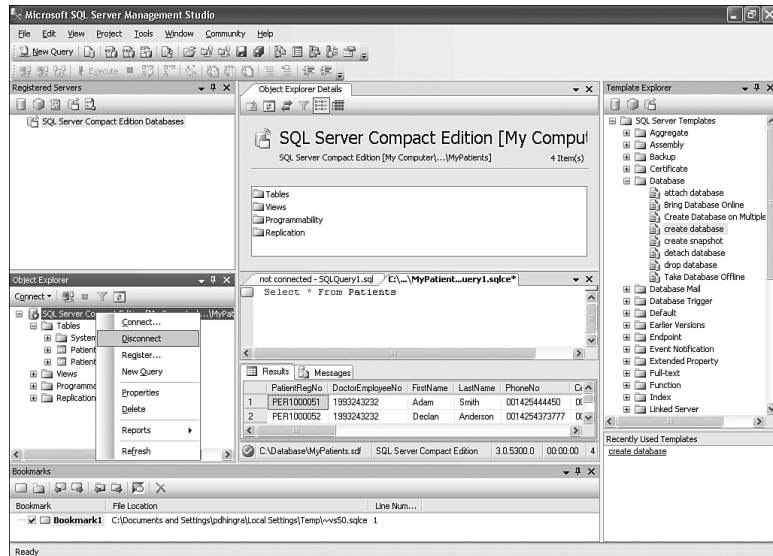 Microsoft SQL Server Management Studio
File Edit View Project Tools Window Community Help
New Query
Execute
Registered Servers
SQL Server Compact Edition Databases
Object Explorer Details
SQL Server Compact Edition [My Comput
SQL Server Compact Edition [My Computer\...\MyPatients] 4 Item(s)
Tables
Views
Programmability
Replication
Template Explorer
SQL Server Templates
Aggregate
Assembly
Backup
Certificate
Database
attach database
Bring Database Online
Create Database on Multiple
create database
create snapshot
detach database
drop database
Take Database Offline
Database Mail
Database Trigger
Default
Earlier Versions
Endpoint
Event Notification
Extended Property
Full-text
Function
Index
Linked Server
Recently Used Templates
create database
Object Explorer
Connect
SQL Server Co
\MyPat
Tables
System
Patient
Patient
Views
Programma
Replication
Connect...
Disconnect
Register...
New Query
Properties
Delete
Reports
Refresh
not connected - SQLQuery1.sql C:\...\MyPatient...uery1.sqlce*
Select * From Patients
Results Messages
PatientRegNo DoctorEmployeeNo FirstName LastName PhoneNo
1 PER1000051 1993243232 Adam Smith 0014254444450
2 PER1000052 1993243232 Declan Anderson 0014254373777
C:\Database\MyPatients.sdf SQL Server Compact Edition 3.0.5300.0 00:00:00 4
Bookmarks
Bookmark File Location Line Num...
Bookmark1 C:\Documents and Settings\pdhingra\Local Settings\Temp\~vs50.sqlce 1
Ready